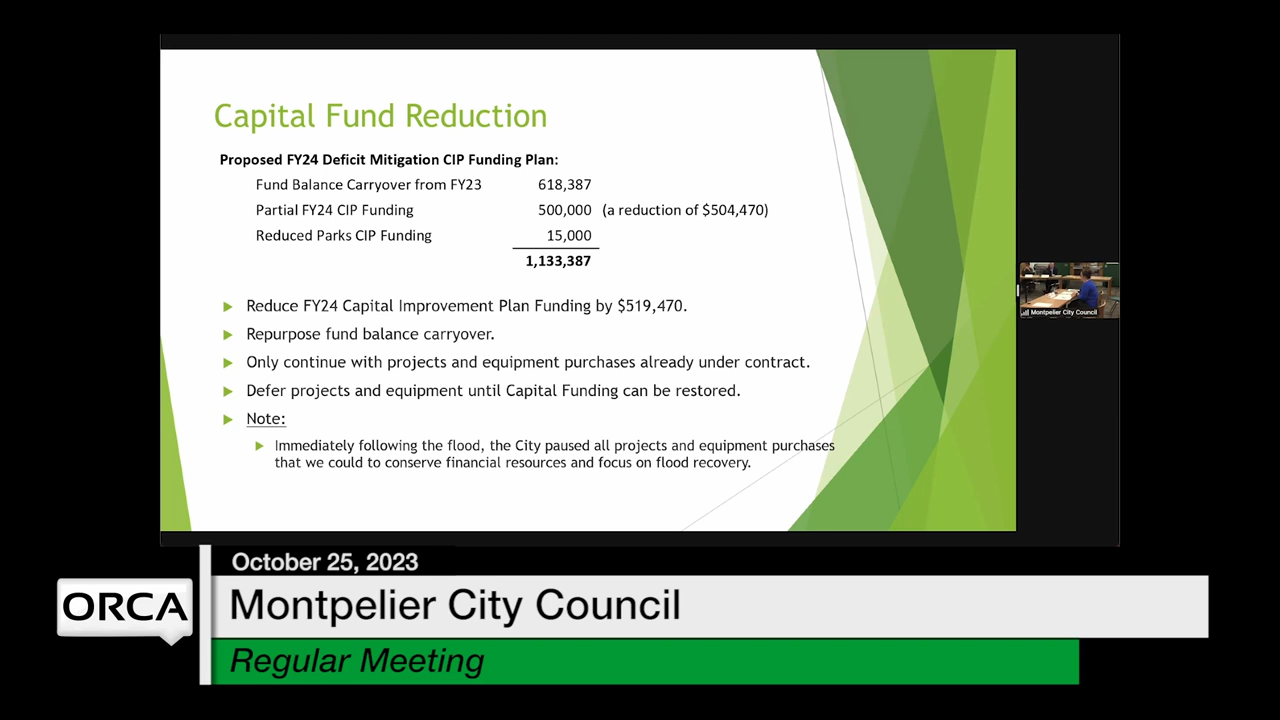 Capital Fund Reduction
Proposed FY24 Deficit Mitigation CIP Funding Plan:
Fund Balance Carryover from FY23 618,387
Partial FY24 CIP Funding 500,000 (a reduction of $504,470)
Reduced Parks CIP Funding 15,000
1,133,387
Reduce FY24 Capital Improvement Plan Funding by $519,470.
Repurpose fund balance carryover.
Only continue with projects and equipment purchases already under contract.
Defer projects and equipment until Capital Funding can be restored.
Note:
Immediately following the flood, the City paused all projects and equipment purchases
that we could to conserve financial resources and focus on flood recovery.
Montpelier City Council
October 25, 2023
ORCA
Montpelier City Council
Regular Meeting